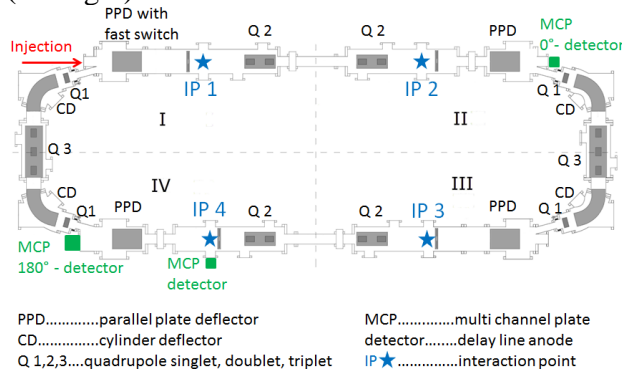 PPD with
fast switch
Q 2
Q 2
PPD
MCP
0°- detector
Injection
IP 1
IP 2
Q1
CD
Q 1
CD
I
II
Q 3
Q 3
IV
III
CD
Q1
PPD
IP 4
Q 2
Q 2
IP 3
PPD
Q1
CD
MCP
180° - detector
MCP
detector
PPD.............parallel plate deflector
CD...............cylinder deflector
Q 1,2,3....quadrupole singlet, doublet, triplet
MCP..............multi channel plate
detector.......delay line anode
IP ★ ...............interaction point